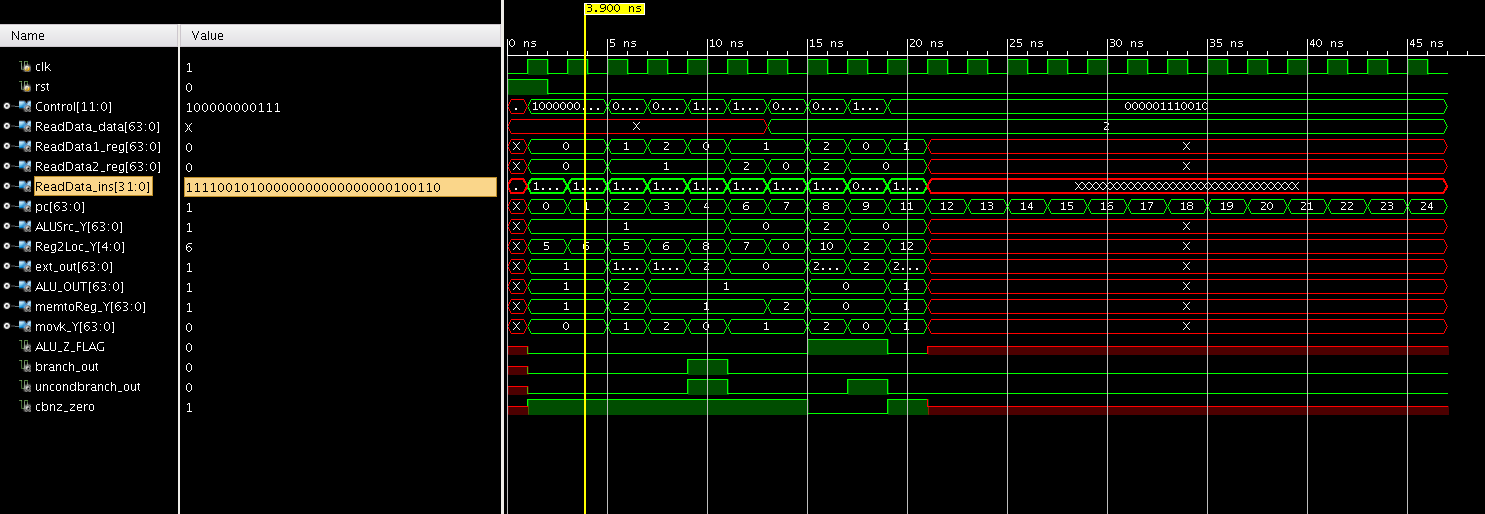 3.900 ns
Name Value
0 ns 5 ns 10 ns 15 ns 20 ns 25 ns 30 ns 35 ns 40 ns 45 ns
clk 1
rst 0
Control[11:0] 100000000111 . 1000000... 0... 0... 1... 1... 0... 0... 1... 000001110010
ReadData_data[63:0] X X 2
ReadData1_reg[63:0] 0 X 0 1 2 0 1 2 0 1 X
ReadData2_reg[63:0] 0 X 0 1 2 0 2 0 X
ReadData_ins[31:0] 11110010100000000000000000100110 . 1... 1... 1... 1... 1... 1... 1... 1... 0... 1... XXXXXXXXXXXXXXXXXXXXXXXXXXXXXXXX
pc[63:0] 1 X 0 1 2 3 4 6 7 8 9 11 12 13 14 15 16 17 18 19 20 21 22 23 24
ALUSrc_Y[63:0] 1 X 1 0 2 0 X
Reg2Loc_Y[4:0] 6 X 5 6 5 6 8 7 0 10 2 12 X
ext_out[63:0] 1 X 1 1... 1... 2 0 2... 2 2... X
ALU_OUT[63:0] 1 X 1 2 1 0 1 X
memtoReg_Y[63:0] 1 X 1 2 1 2 0 1 X
movk_Y[63:0] 0 X 0 1 2 0 1 2 0 1 X
ALU_Z_FLAG 0
branch_out 0
uncondbranch_out 0
cbnz_zero 1